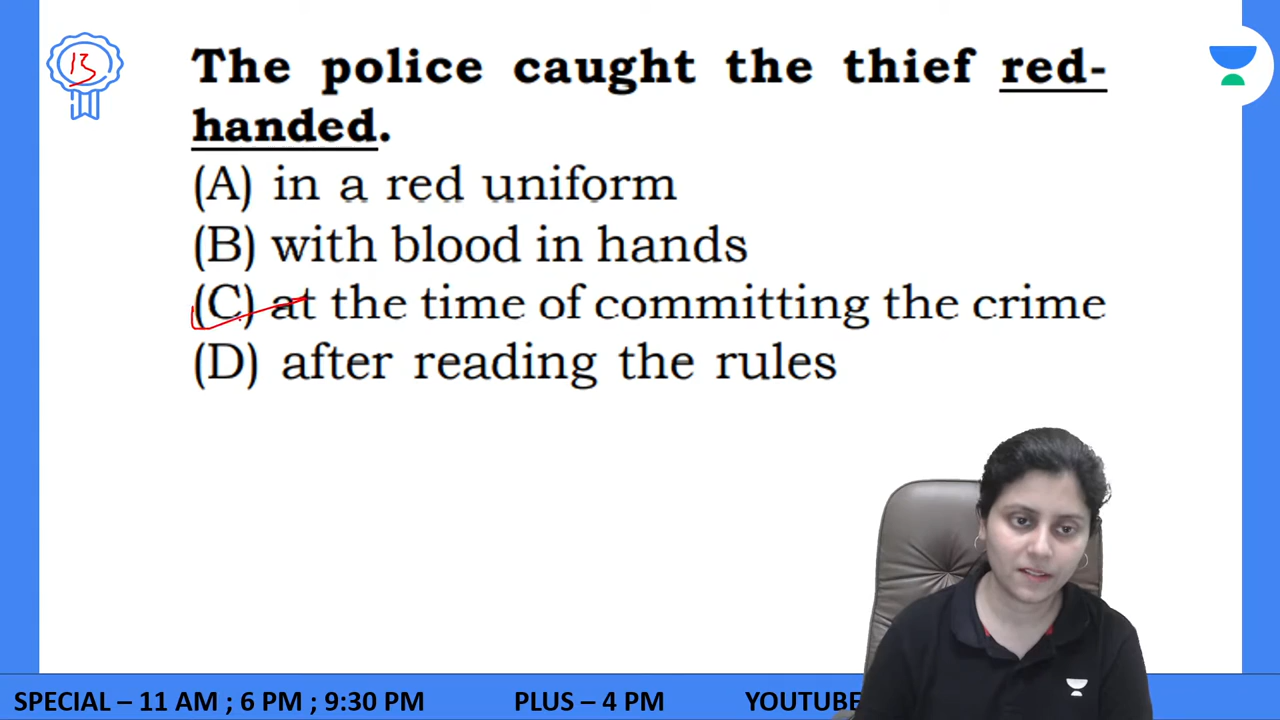 13
The police caught the thief red-
handed.
(A) in a red uniform
(B) with blood in hands
(C) at the time of committing the crime
(D) after reading the rules
SPECIAL – 11 AM ; 6 PM ; 9:30 PM PLUS – 4 PM YOUTUBE